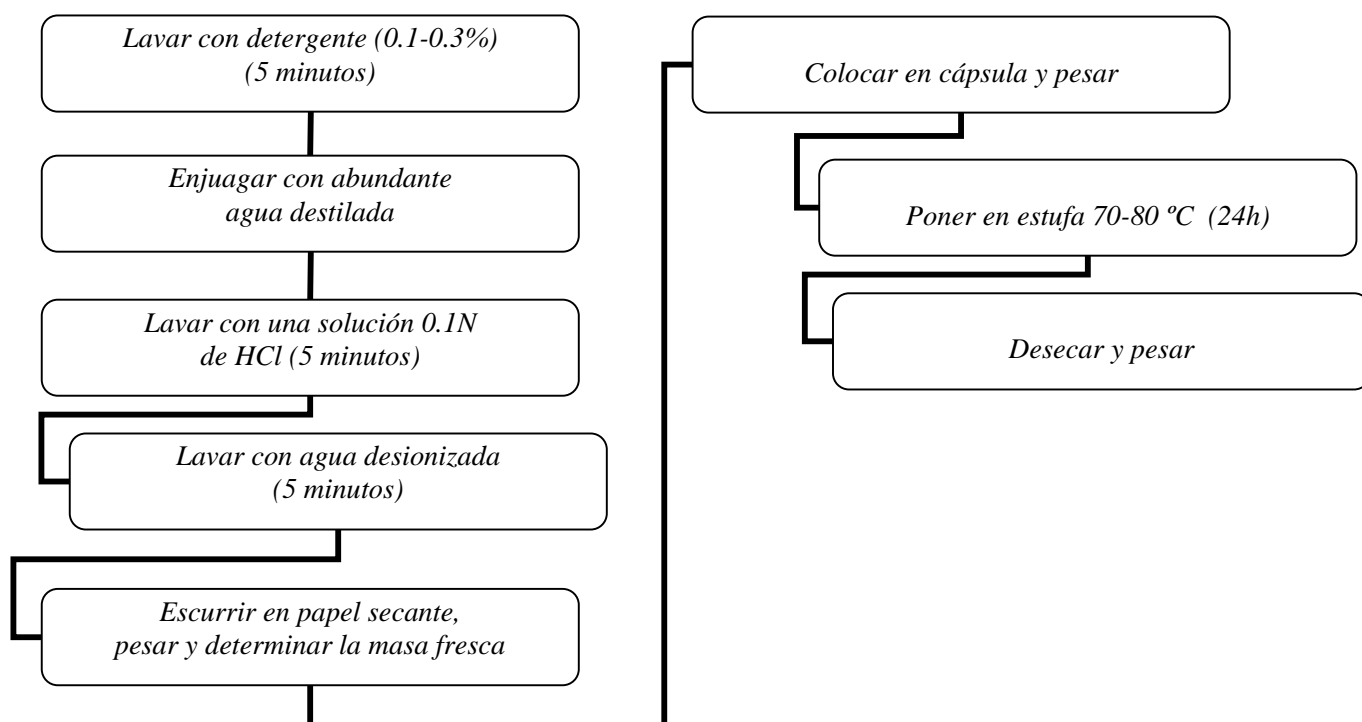 Lavar con detergente (0.1-0.3%)
(5 minutos)
Enjuagar con abundante
agua destilada
Lavar con una solución 0.1N
de HCl (5 minutos)
Lavar con agua desionizada
(5 minutos)
Escurrir en papel secante,
pesar y determinar la masa fresca
Colocar en cápsula y pesar
Poner en estufa 70-80 ºC (24h)
Desecar y pesar